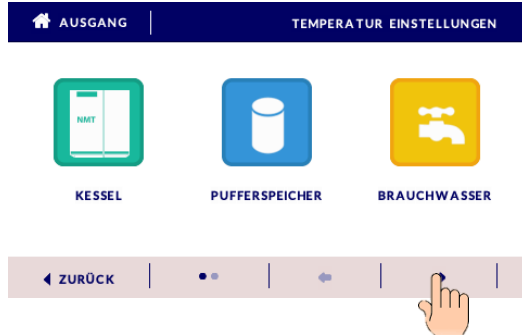 AUSGANG
TEMPERATUR EINSTELLUNGEN
NMT
KESSEL
PUFFERSPEICHER
BRAUCHWASSER
ZURÜCK